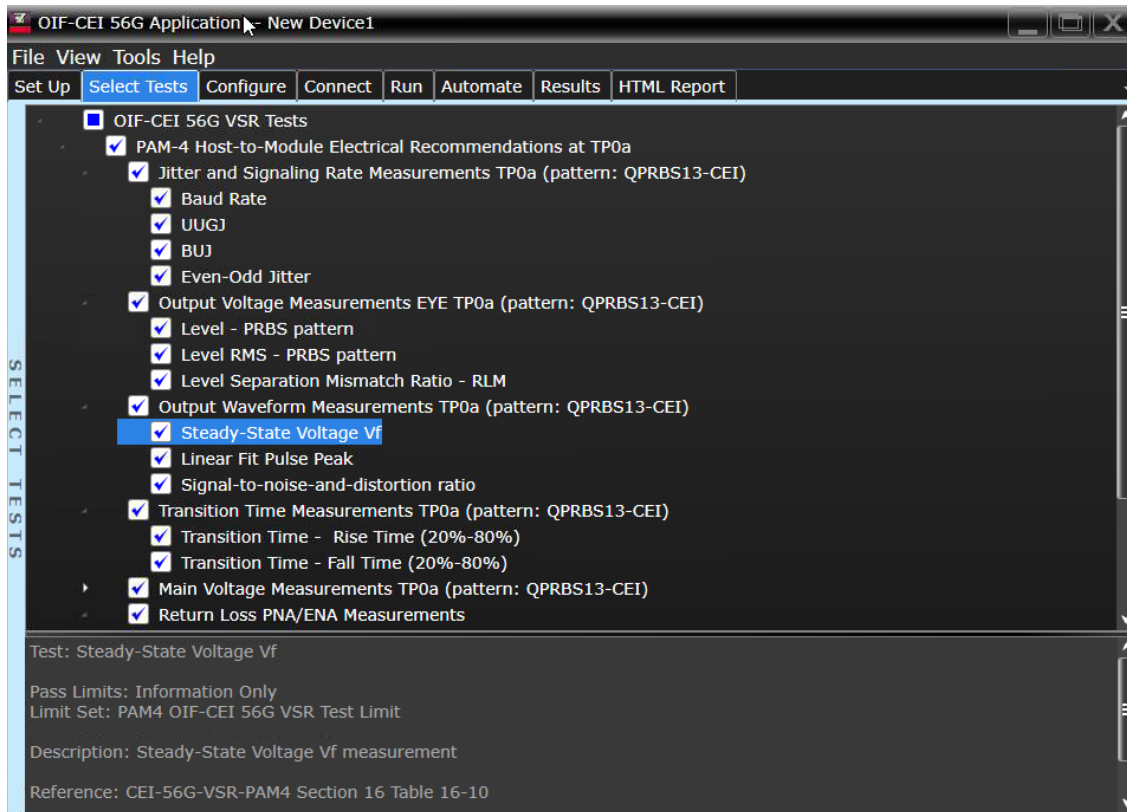 OIF-CEI 56G Application -- New Device1
File View Tools Help
Set Up Select Tests Configure Connect Run Automate Results HTML Report
SELECT TESTS
OIF-CEI 56G VSR Tests
PAM-4 Host-to-Module Electrical Recommendations at TP0a
Jitter and Signaling Rate Measurements TP0a (pattern: QPRBS13-CEI)
Baud Rate
UUGJ
BUJ
Even-Odd Jitter
Output Voltage Measurements EYE TP0a (pattern: QPRBS13-CEI)
Level - PRBS pattern
Level RMS - PRBS pattern
Level Separation Mismatch Ratio - RLM
Output Waveform Measurements TP0a (pattern: QPRBS13-CEI)
Steady-State Voltage Vf
Linear Fit Pulse Peak
Signal-to-noise-and-distortion ratio
Transition Time Measurements TP0a (pattern: QPRBS13-CEI)
Transition Time - Rise Time (20%-80%)
Transition Time - Fall Time (20%-80%)
Main Voltage Measurements TP0a (pattern: QPRBS13-CEI)
Return Loss PNA/ENA Measurements
Test: Steady-State Voltage Vf
Pass Limits: Information Only
Limit Set: PAM4 OIF-CEI 56G VSR Test Limit
Description: Steady-State Voltage Vf measurement
Reference: CEI-56G-VSR-PAM4 Section 16 Table 16-10